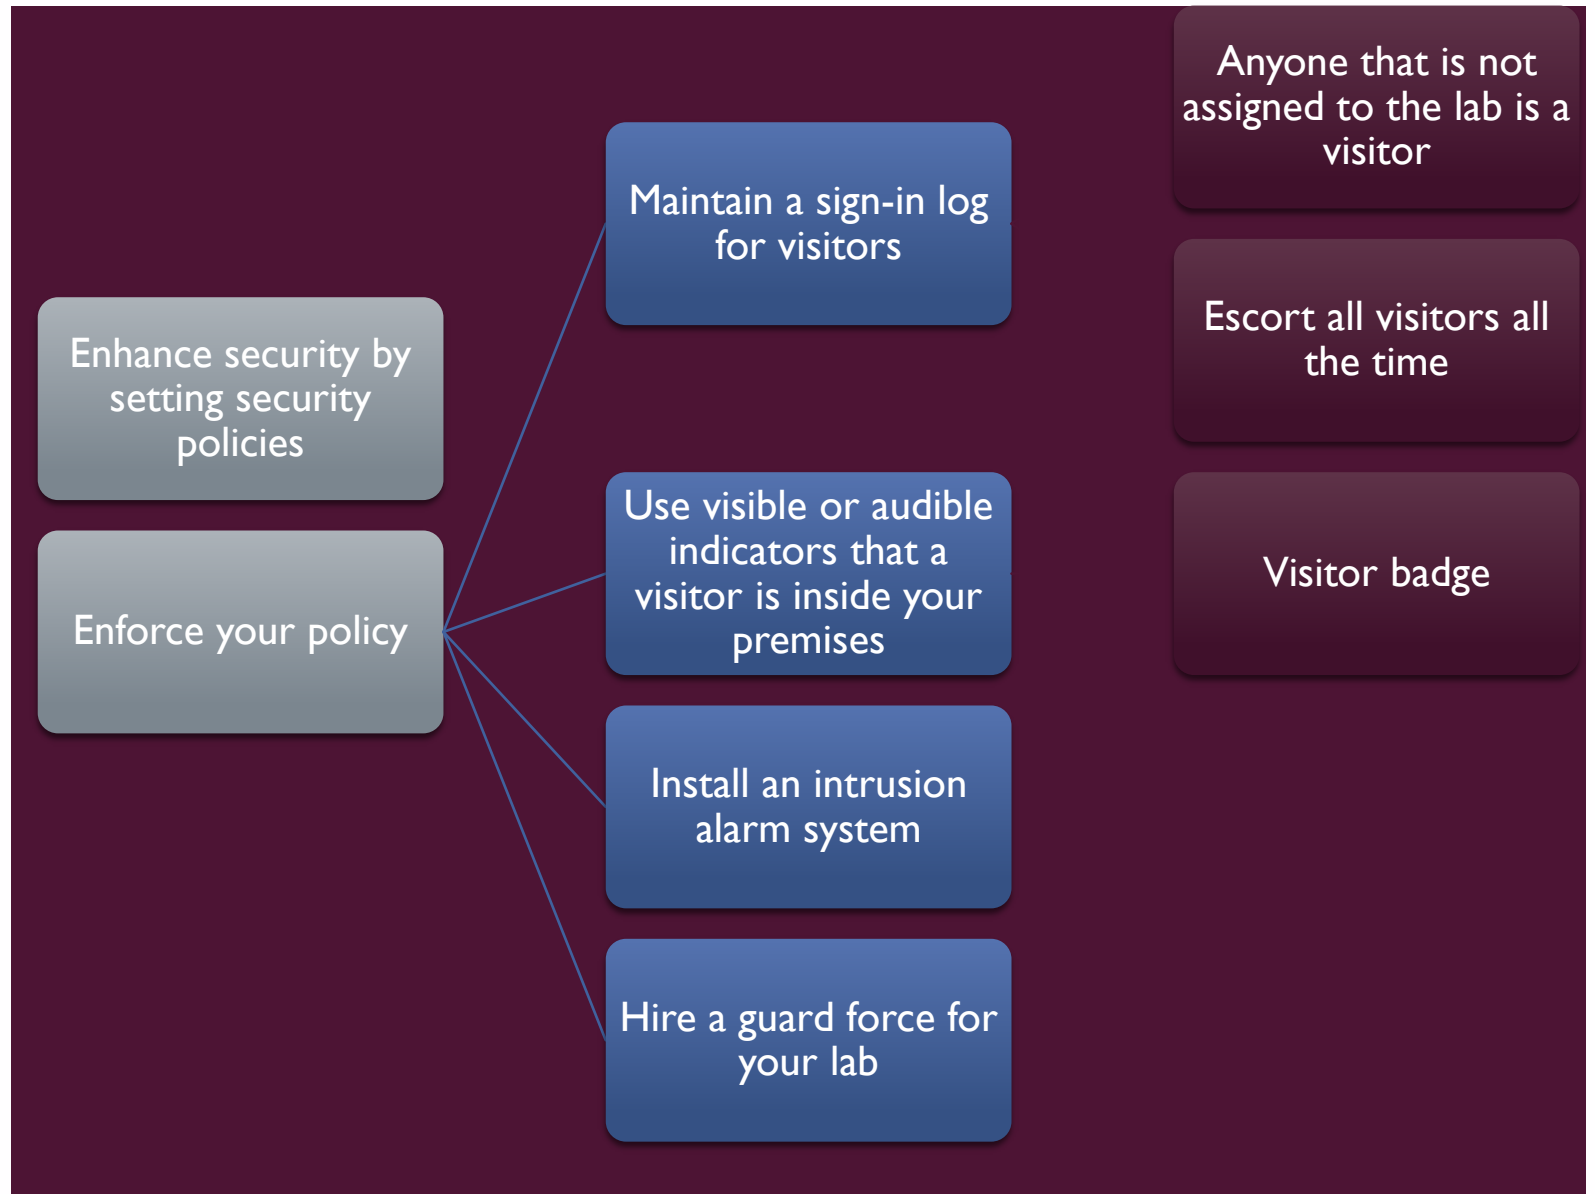 Enhance security by
setting security
policies
Enforce your policy
Maintain a sign-in log
for visitors
Anyone that is not
assigned to the lab is a
visitor
Escort all visitors all
the time
Use visible or audible
indicators that a
visitor is inside your
premises
Visitor badge
Install an intrusion
alarm system
Hire a guard force for
your lab